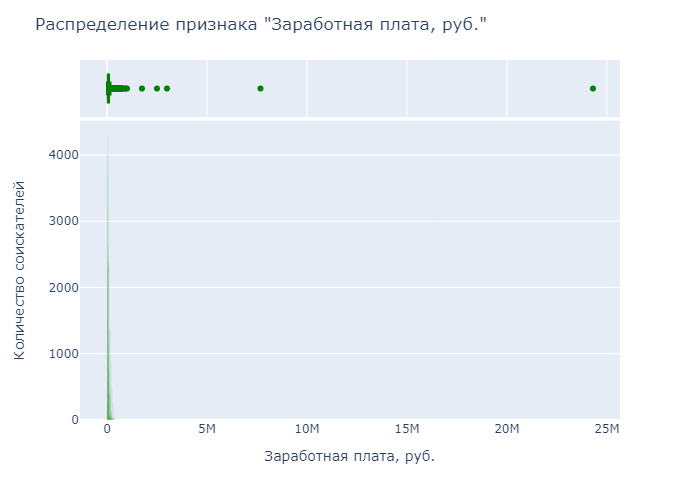 Распределение признака "Заработная плата, руб."
Количество соискателей
4000
3000
2000
1000
0
0 5M 10M 15M 20M 25M
Заработная плата, руб.